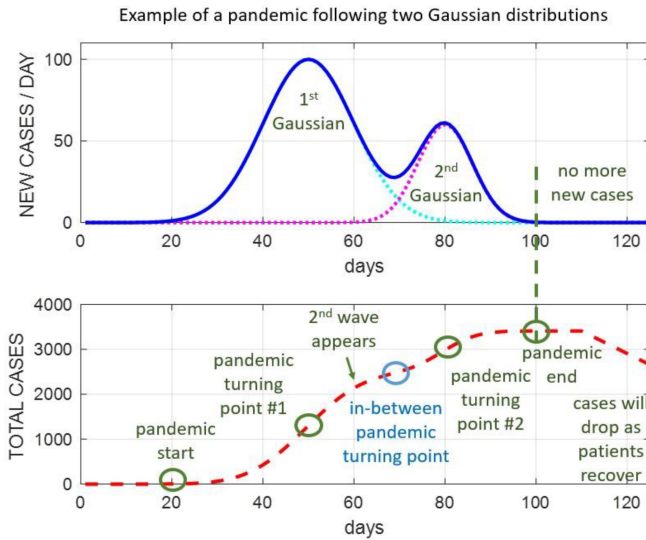 Example of a pandemic following two Gaussian distributions
NEW CASES / DAY
100
50
0
1st
Gaussian
2nd
Gaussian
no more
new cases
0
20
40
60
80
100
120
days
TOTAL CASES
4000
3000
2000
1000
0
2nd wave
appears
pandemic
turning
point #1
pandemic
start
in-between
pandemic
turning point
pandemic
turning
point #2
pandemic
end
cases will
drop as
patients
recover
0
20
40
60
80
100
120
days